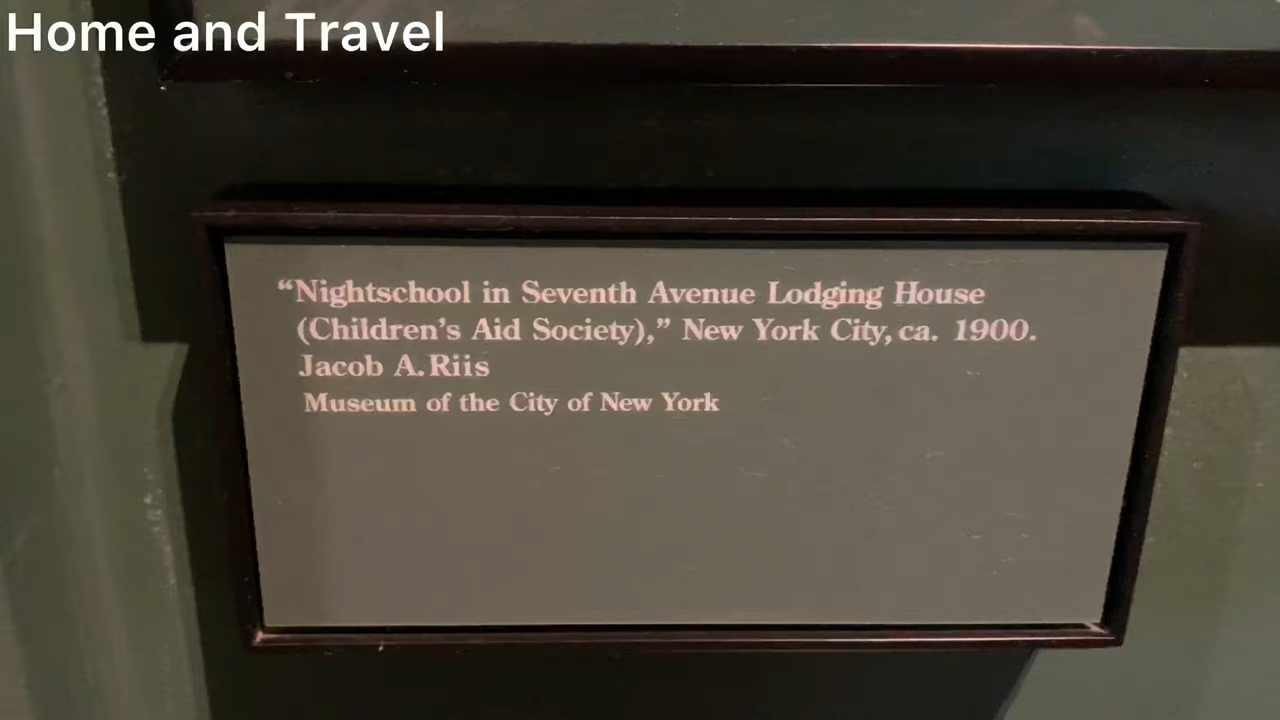 Home and Travel
“Nightschool in Seventh Avenue Lodging House
(Children’s Aid Society),” New York City, ca. 1900.
Jacob A. Riis
Museum of the City of New York